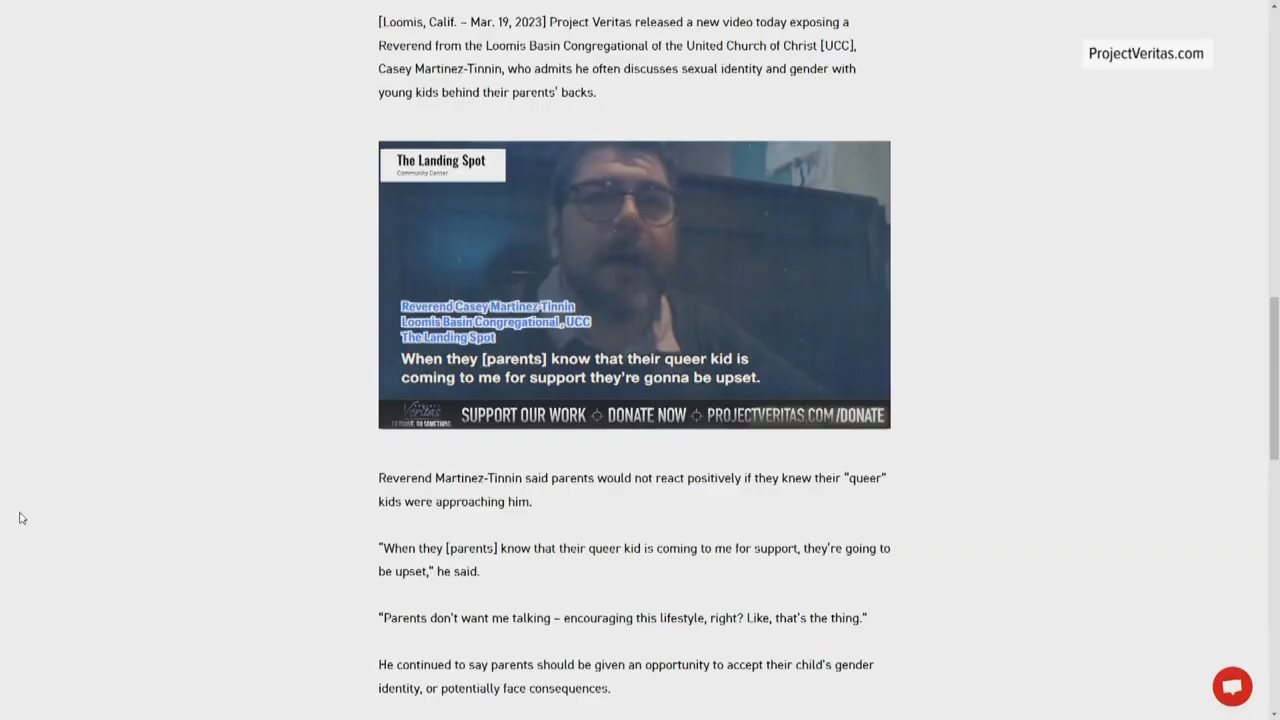 [Loomis, Calif. – Mar. 19, 2023] Project Veritas released a new video today exposing a
Reverend from the Loomis Basin Congregational of the United Church of Christ [UCC],
Casey Martinez-Tinnin, who admits he often discusses sexual identity and gender with
young kids behind their parents' backs.
ProjectVeritas.com
The Landing Spot
Community Center
Reverend Casey Martinez-Tinnin
Loomis Basin Congregational, UCC
The Landing Spot
When they [parents] know that their queer kid is
coming to me for support they're gonna be upset.
Veritas
SUPPORT OUR WORK DONATE NOW PROJECTVERITAS.COM/DONATE
Reverend Martinez-Tinnin said parents would not react positively if they knew their “queer”
kids were approaching him.
“When they [parents] know that their queer kid is coming to me for support, they're going to
be upset,” he said.
“Parents don't want me talking – encouraging this lifestyle, right? Like, that's the thing.”
He continued to say parents should be given an opportunity to accept their child's gender
identity, or potentially face consequences.